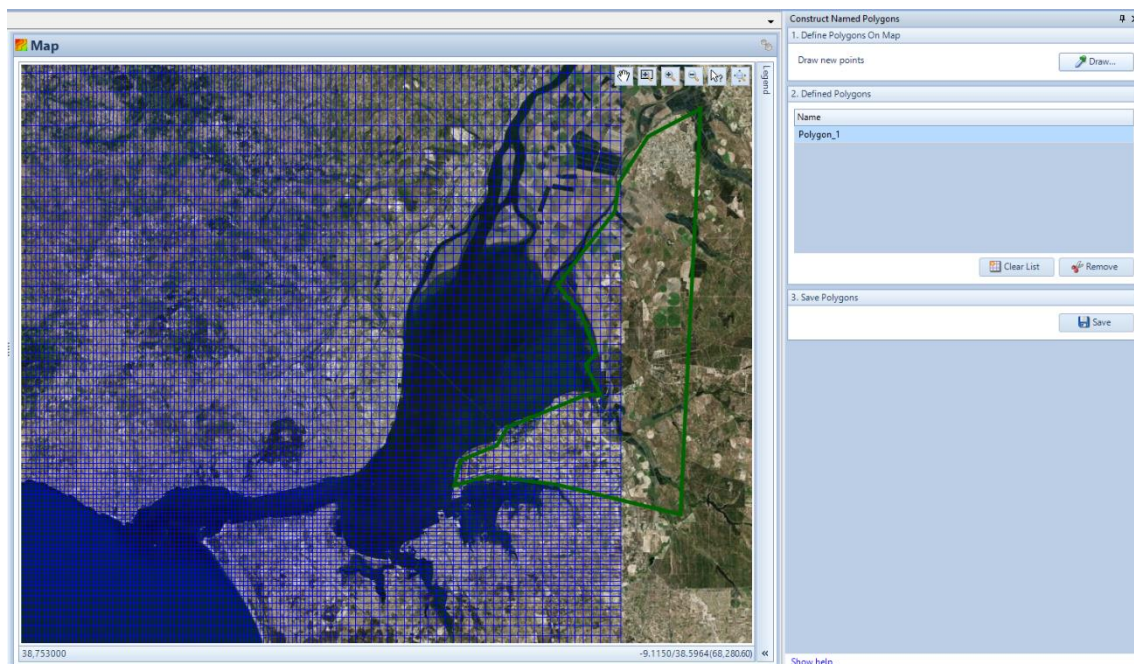 Construct Named Polygons
Map
1. Define Polygons On Map
Draw new points
Draw...
Legend
2. Defined Polygons
Name
Polygon_1
Clear List
Remove
3. Save Polygons
Save
38,753000
-9.1150/38.5964(68,280.60)
Show help